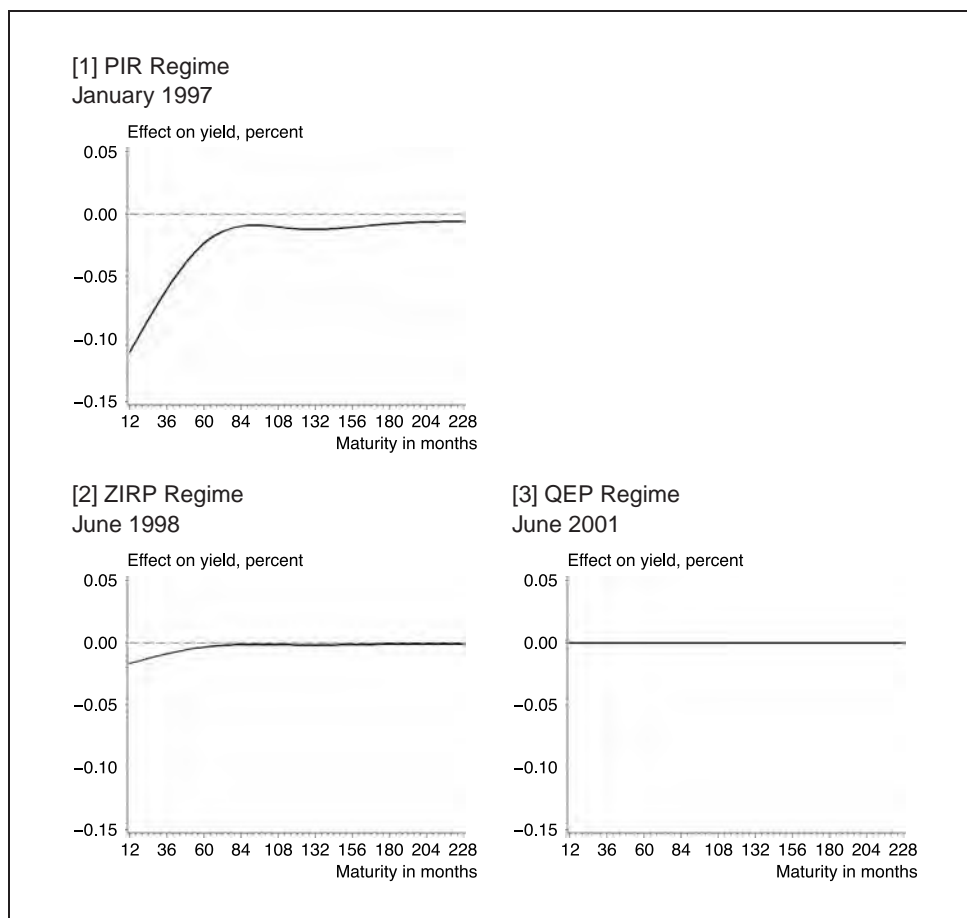 [1] PIR Regime
January 1997
Effect on yield, percent
0.05
0.00
−0.05
−0.10
−0.15
12 36 60 84 108 132 156 180 204 228
Maturity in months
[2] ZIRP Regime
June 1998
Effect on yield, percent
0.05
0.00
−0.05
−0.10
−0.15
12 36 60 84 108 132 156 180 204 228
Maturity in months
[3] QEP Regime
June 2001
Effect on yield, percent
0.05
0.00
−0.05
−0.10
−0.15
12 36 60 84 108 132 156 180 204 228
Maturity in months